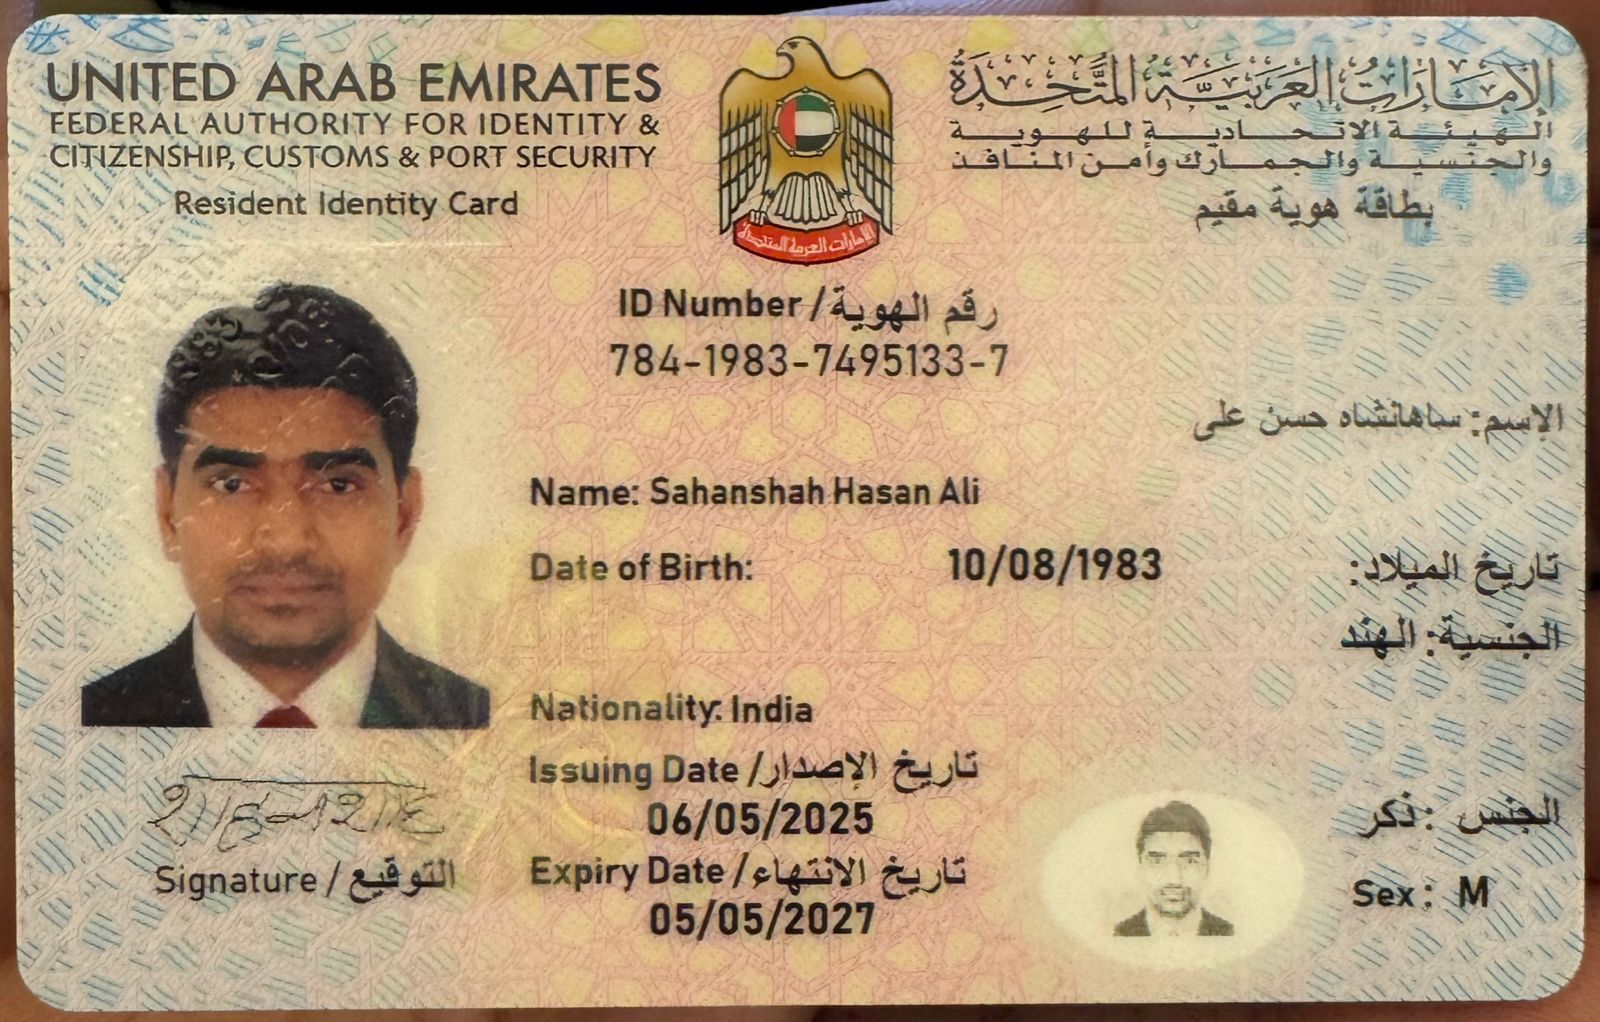 UNITED ARAB EMIRATES
الإمارات العربية المتحدة
FEDERAL AUTHORITY FOR IDENTITY &
الهيئة الاتحادية للهوية
CITIZENSHIP, CUSTOMS & PORT SECURITY
والجنسية والجمارك وأمن المنافذ
Resident Identity Card
بطاقة هوية مقيم
الإمارات العربية المتحدة
ID Number / رقم الهوية
784-1983-7495133-7
الإسم: ساهانشاه حسن على
Name: Sahanshah Hasan Ali
Date of Birth: 10/08/1983 تاريخ الميلاد:
الجنسية: الهند
Nationality: India
Issuing Date / تاريخ الإصدار
06/05/2025
Expiry Date / تاريخ الانتهاء
05/05/2027
الجنس : ذكر
Sex : M
Signature / التوقيع